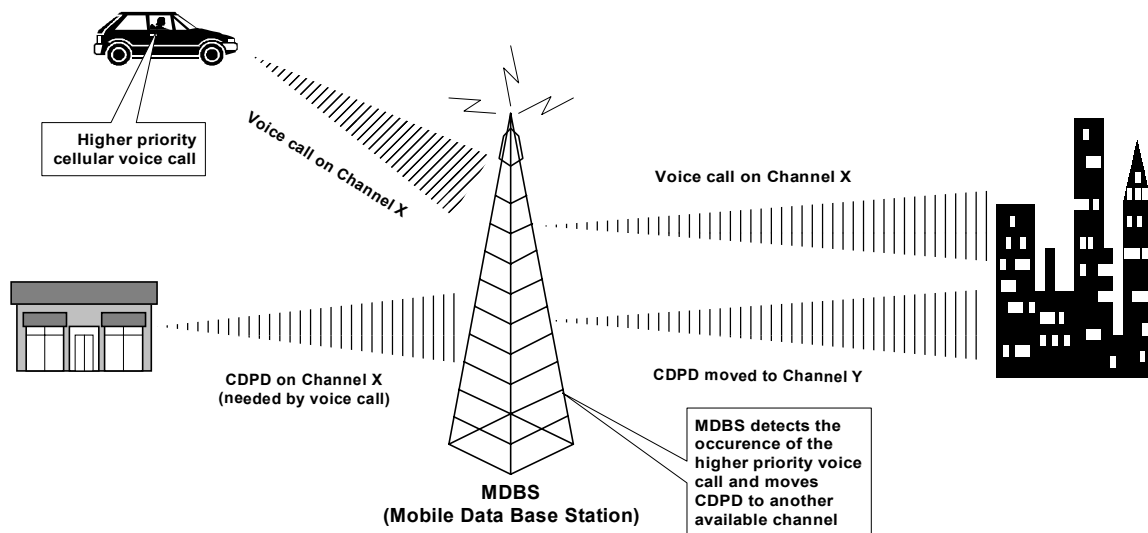 Higher priority
cellular voice call
Voice call on Channel X
Voice call on Channel X
CDPD on Channel X
(needed by voice call)
CDPD moved to Channel Y
MDBS detects the
occurence of the
higher priority voice
call and moves
CDPD to another
available channel
MDBS
(Mobile Data Base Station)